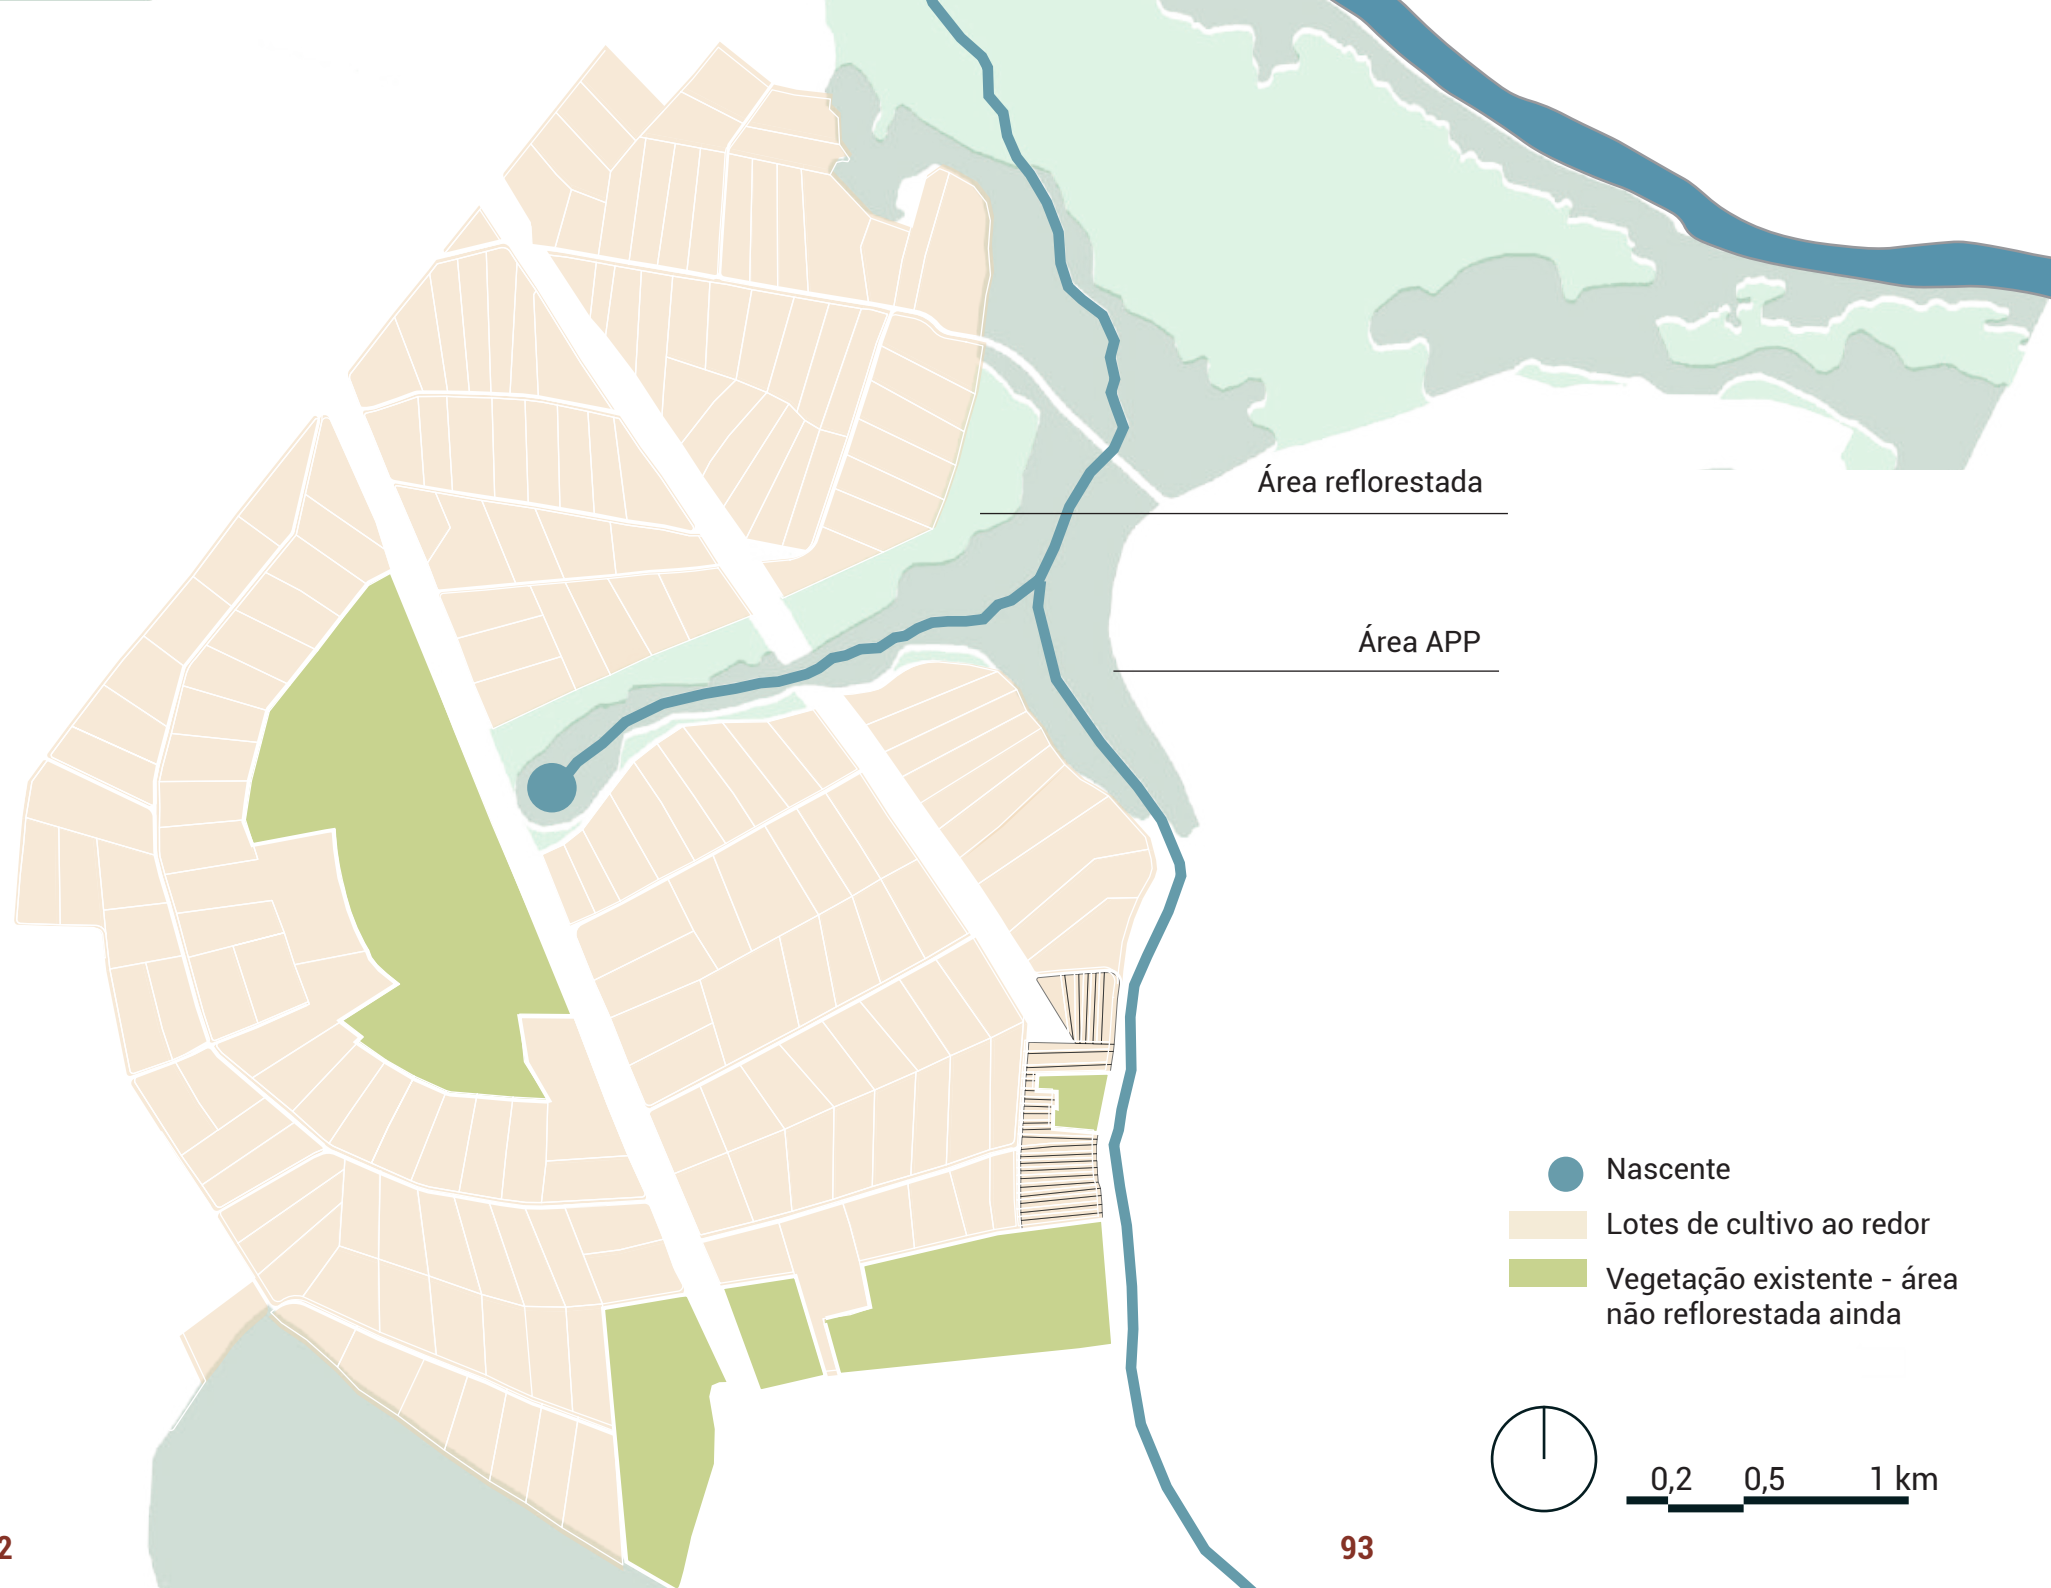 Área reflorestada
Área APP
Nascente
Lotes de cultivo ao redor
Vegetação existente - área
não reflorestada ainda
0,2 0,5 1 km
2
93